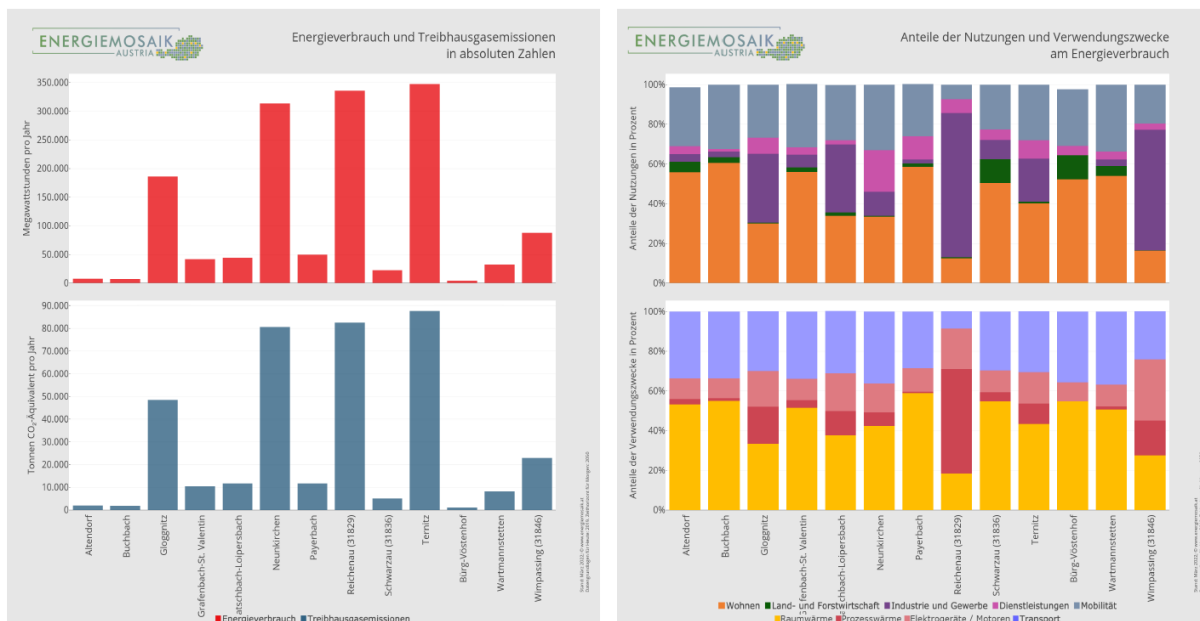 ENERGIEMOSAIK
AUSTRIA
Energieverbrauch und Treibhausgasemissionen
in absoluten Zahlen
Megawattstunden pro Jahr
350.000
300.000
250.000
200.000
150.000
100.000
50.000
0
Tonnen CO₂-Äquivalent pro Jahr
90.000
80.000
70.000
60.000
50.000
40.000
30.000
20.000
10.000
0
Altendorf
Buchbach
Gloggnitz
Grafenbach-St. Valentin
atschbach-Loipersbach
Neunkirchen
Payerbach
Reichenau (31829)
Schwarzau (31836)
Ternitz
Bürg-Vöstenhof
Wartmannstetten
Wimpassing (31846)
Energieverbrauch Treibhausgasemissionen
ENERGIEMOSAIK
AUSTRIA
Anteile der Nutzungen und Verwendungszwecke
am Energieverbrauch
Anteile der Nutzungen in Prozent
100%
80%
60%
40%
20%
0%
Anteile der Verwendungszwecke in Prozent
100%
80%
60%
40%
20%
0%
Altendorf
Buchbach
Gloggnitz
afenbach-St. Valentin
tschbach-Loipersbach
Neunkirchen
Payerbach
Reichenau (31829)
Schwarzau (31836)
Ternitz
Bürg-Vöstenhof
Wartmannstetten
Wimpassing (31846)
Wohnen Land- und Forstwirtschaft Industrie und Gewerbe Dienstleistungen Mobilität
Raumwärme Prozesswärme Elektrogeräte / Motoren Transport